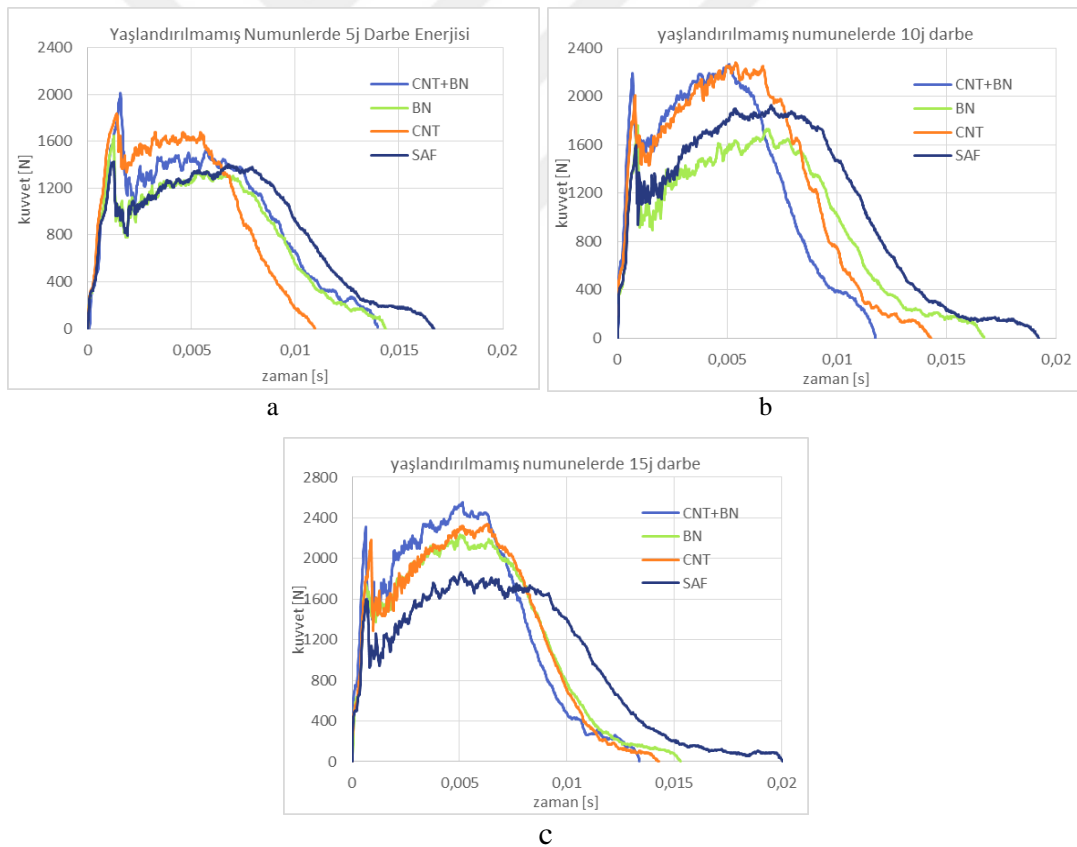 Yaşlandırılmamış Numunlerde 5j Darbe Enerjisi
kuvvet [N]
2400
2000
1600
1200
800
400
0
CNT+BN
BN
CNT
SAF
0
0,005
0,01
0,015
0,02
zaman [s]
a
yaşlandırılmamış numunelerde 10j darbe
kuvvet [N]
2400
2000
1600
1200
800
400
0
CNT+BN
BN
CNT
SAF
0
0,005
0,01
0,015
0,02
zaman [s]
b
yaşlandırılmamış numunelerde 15j darbe
kuvvet [N]
2800
2400
2000
1600
1200
800
400
0
CNT+BN
BN
CNT
SAF
0
0,005
0,01
0,015
0,02
zaman [s]
c